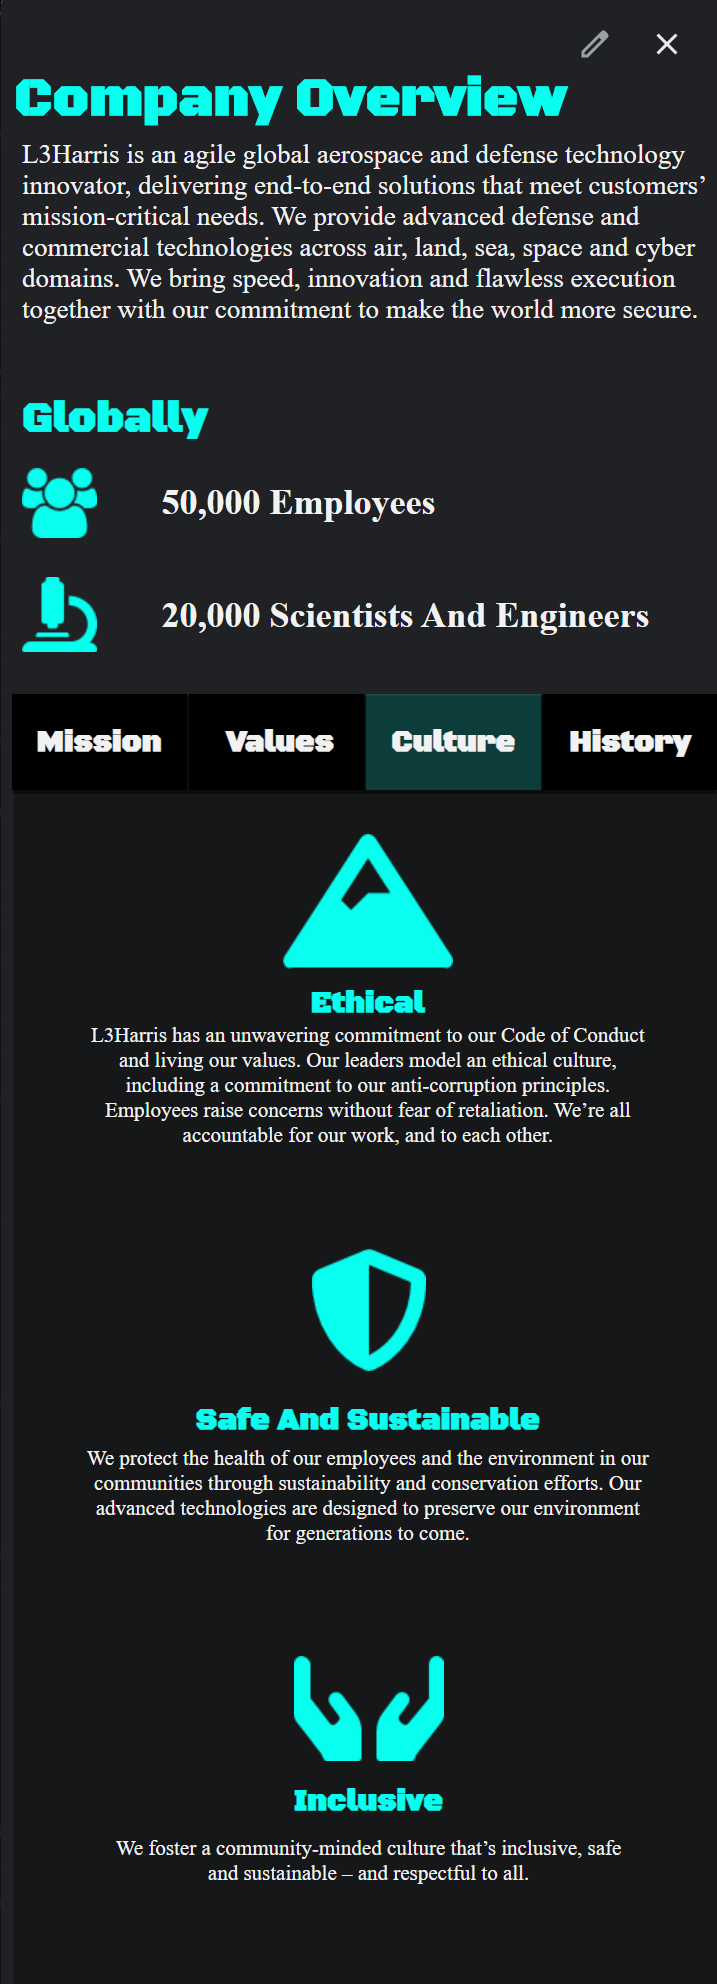 Company Overview
L3Harris is an agile global aerospace and defense technology
innovator, delivering end-to-end solutions that meet customers’
mission-critical needs. We provide advanced defense and
commercial technologies across air, land, sea, space and cyber
domains. We bring speed, innovation and flawless execution
together with our commitment to make the world more secure.
Globally
50,000 Employees
20,000 Scientists And Engineers
Mission Values Culture History
Ethical
L3Harris has an unwavering commitment to our Code of Conduct
and living our values. Our leaders model an ethical culture,
including a commitment to our anti-corruption principles.
Employees raise concerns without fear of retaliation. We’re all
accountable for our work, and to each other.
Safe And Sustainable
We protect the health of our employees and the environment in our
communities through sustainability and conservation efforts. Our
advanced technologies are designed to preserve our environment
for generations to come.
Inclusive
We foster a community-minded culture that’s inclusive, safe
and sustainable – and respectful to all.